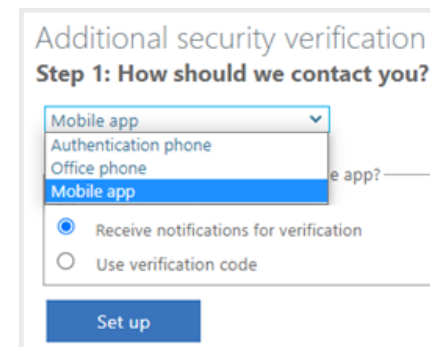 Additional security verification
Step 1: How should we contact you?
Mobile app
Authentication phone
Office phone
Mobile app
e app?
Receive notifications for verification
Use verification code
Set up